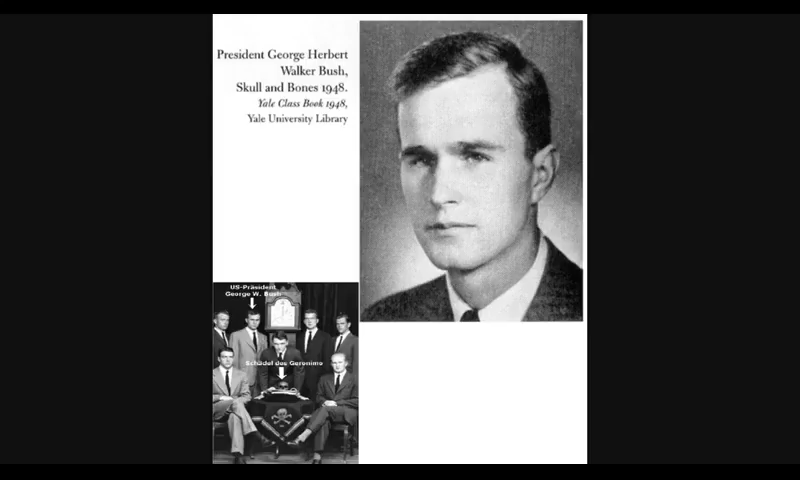 President George Herbert
Walker Bush,
Skull and Bones 1948.
Yale Class Book 1948,
Yale University Library
US-Präsident
George W. Bush
Schädel des Geronimo